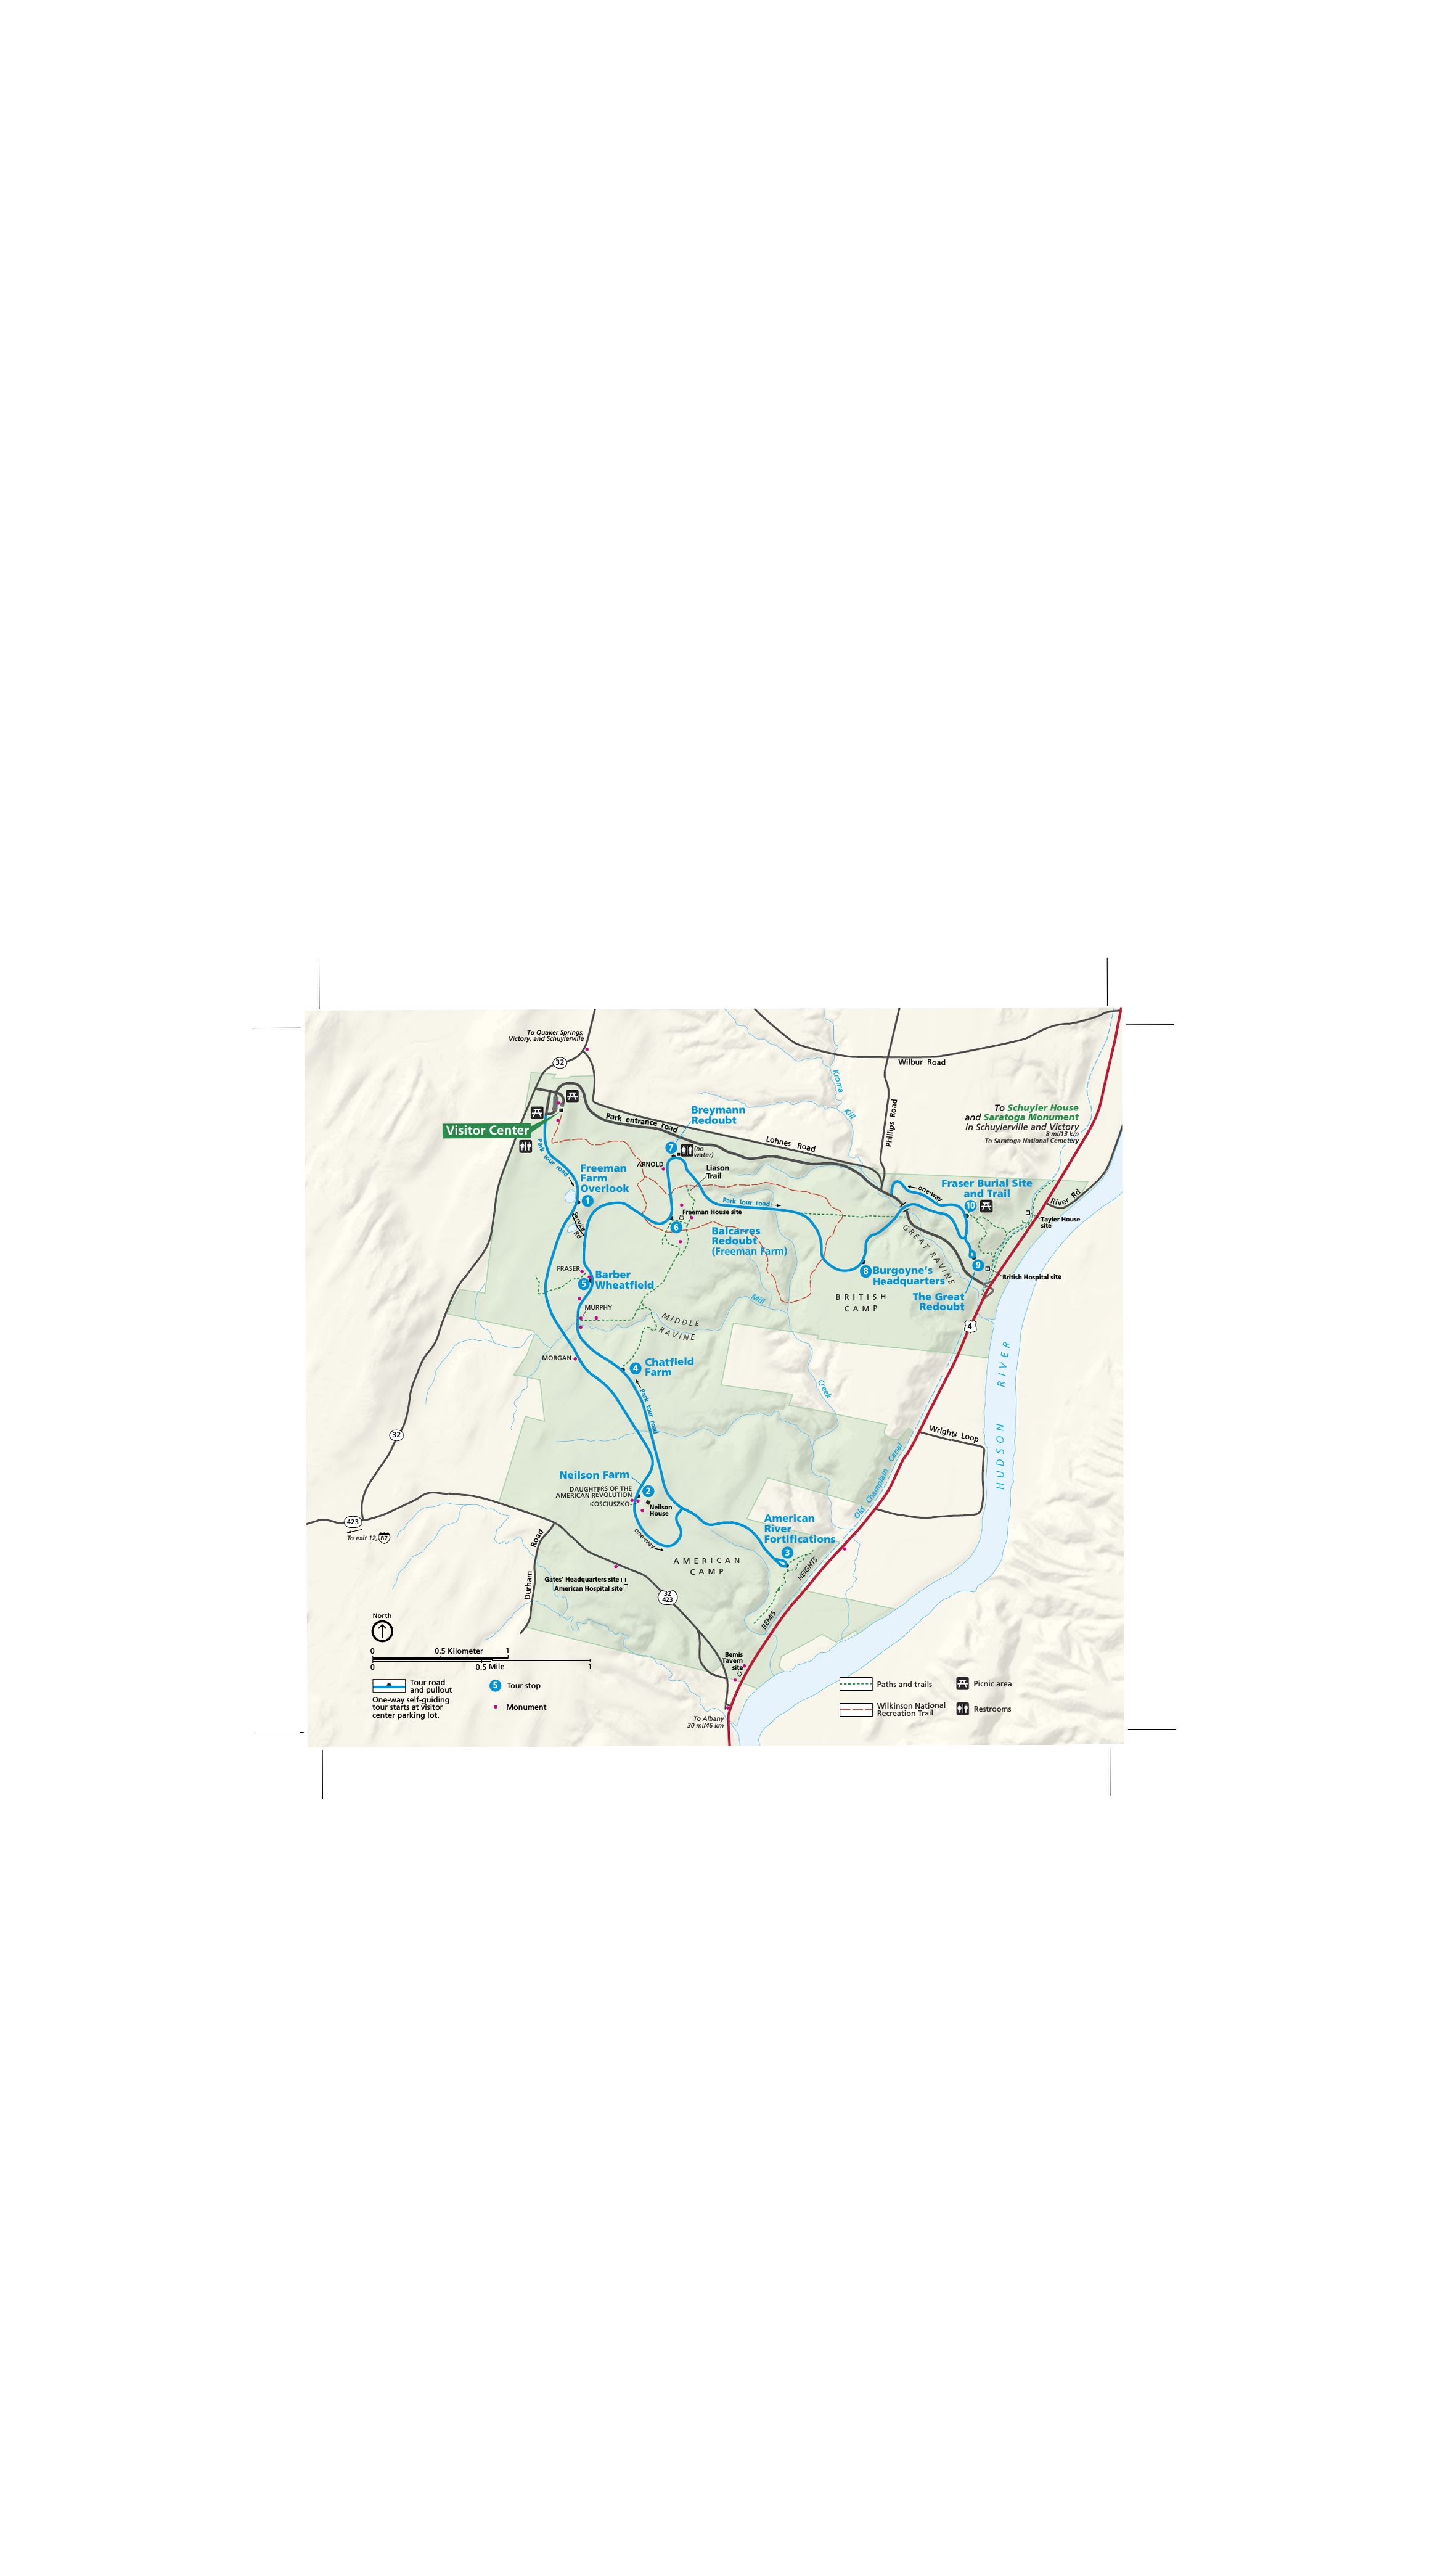 To Quaker Springs,
Victory, and Schuylerville
32
Wilbur Road
Kroma
Kill
Phillips Road
To Schuyler House
and Saratoga Monument
in Schuylerville and Victory
8 mi/13 km
To Saratoga National Cemetery
Breymann
Redoubt
Park entrance road
Visitor Center
Lohnes Road
7
(no
water)
ARNOLD
Liason
Trail
Park tour road
Freeman
Farm
Overlook
1
Park tour road
one-way
Fraser Burial Site
and Trail
10
River Rd
Tayler House
site
Freeman House site
6
Service
Rd
Balcarres
Redoubt
(Freeman Farm)
GREAT RAVINE
9
British Hospital site
FRASER
5
Barber
Wheatfield
8
Burgoyne's
Headquarters
The Great
Redoubt
BRITISH
CAMP
Mill
MURPHY
MIDDLE
RAVINE
4
MORGAN
4
Chatfield
Farm
Creek
Park tour road
HUDSON RIVER
32
Wrights Loop
Old Champlain Canal
Neilson Farm
2
DAUGHTERS OF THE
AMERICAN REVOLUTION
KOSCIUSZKO
Neilson
House
423
To exit 12, 87
Road
Durham
one-way
American
River
Fortifications
3
AMERICAN
CAMP
BEMIS HEIGHTS
Gates' Headquarters site
American Hospital site
32
423
North
0 0.5 Kilometer 1
0 0.5 Mile 1
Bemis
Tavern
site
Tour road
and pullout
One-way self-guiding
tour starts at visitor
center parking lot.
5 Tour stop
Monument
To Albany
30 mi/46 km
Paths and trails
Wilkinson National
Recreation Trail
Picnic area
Restrooms